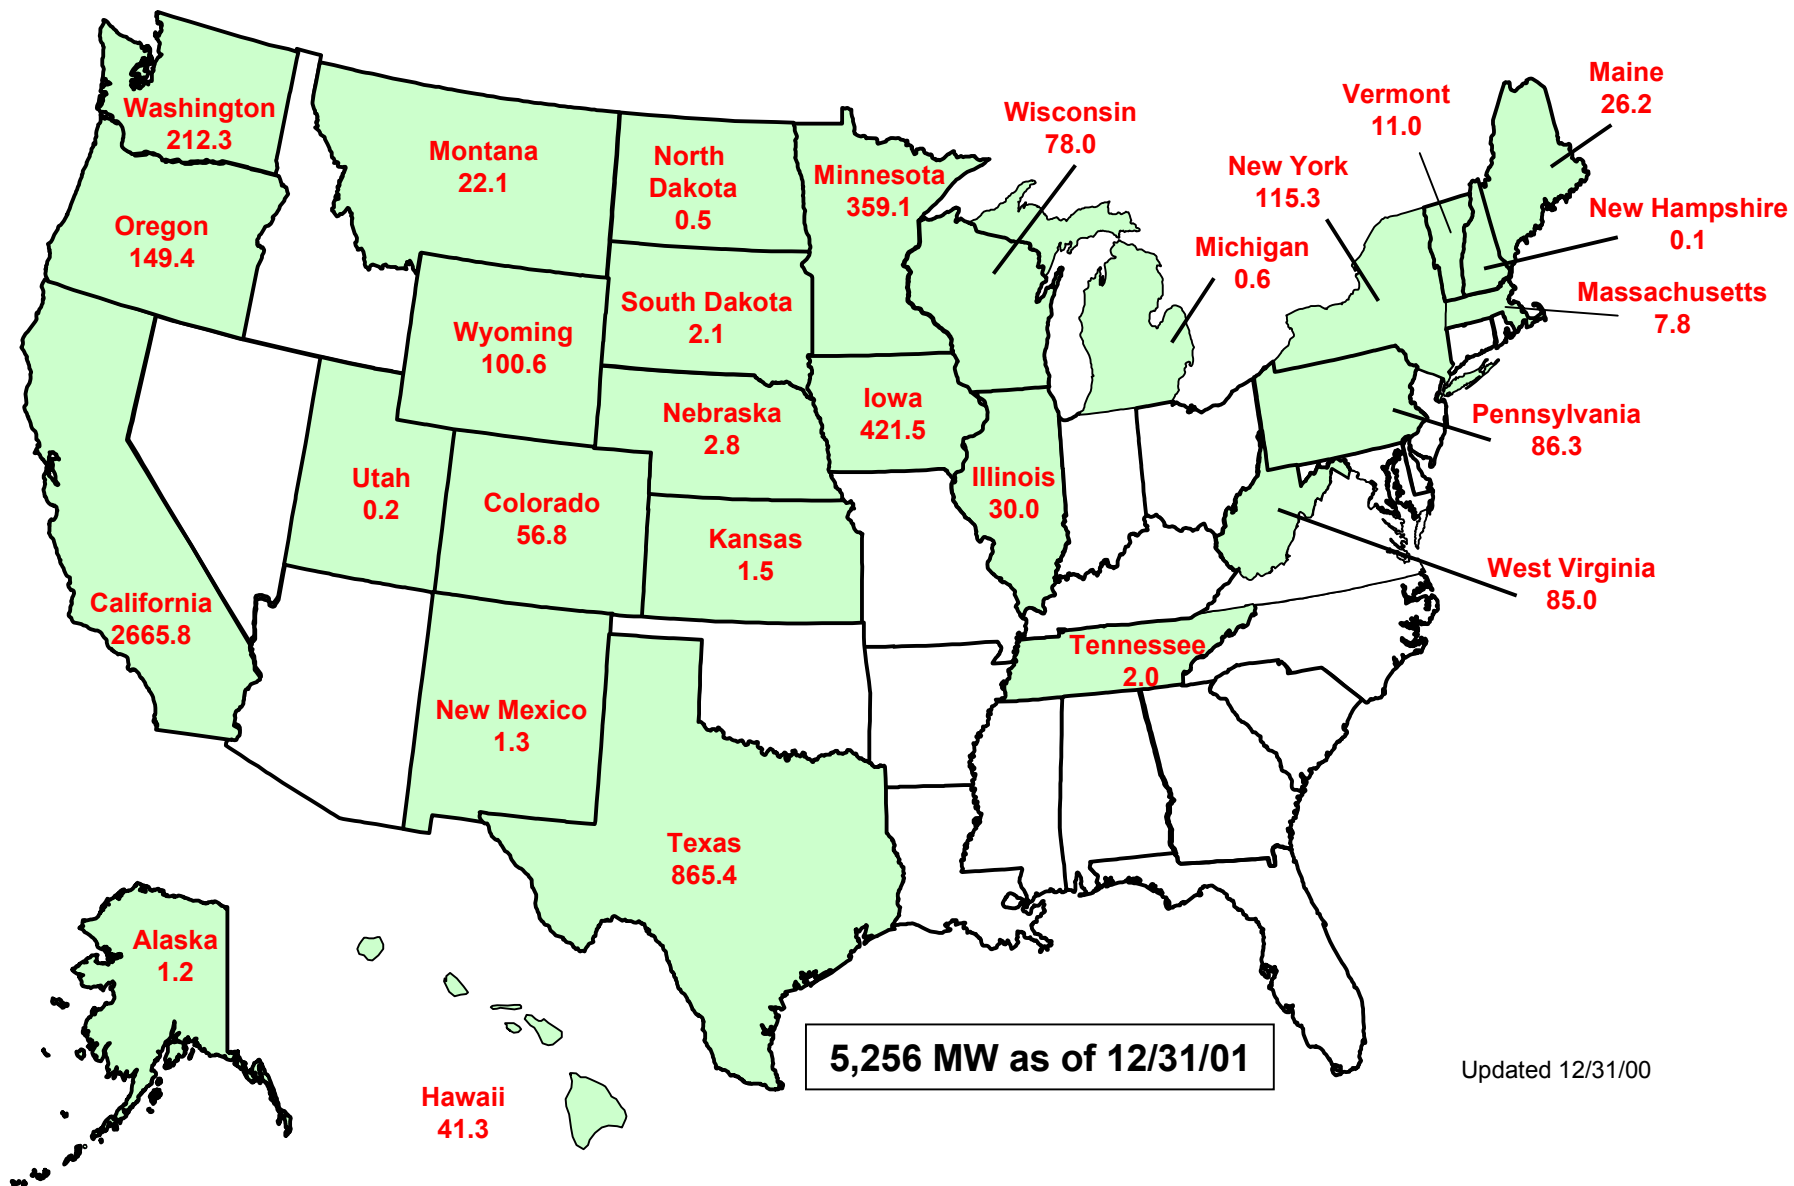 Washington
212.3
Oregon
149.4
California
2665.8
Montana
22.1
North
Dakota
0.5
Minnesota
359.1
Wisconsin
78.0
Michigan
0.6
Vermont
11.0
New York
115.3
Maine
26.2
New Hampshire
0.1
Massachusetts
7.8
South Dakota
2.1
Wyoming
100.6
Nebraska
2.8
Iowa
421.5
Illinois
30.0
Pennsylvania
86.3
West Virginia
85.0
Utah
0.2
Colorado
56.8
Kansas
1.5
Tennessee
2.0
New Mexico
1.3
Texas
865.4
Alaska
1.2
Hawaii
41.3
5,256 MW as of 12/31/01
Updated 12/31/00